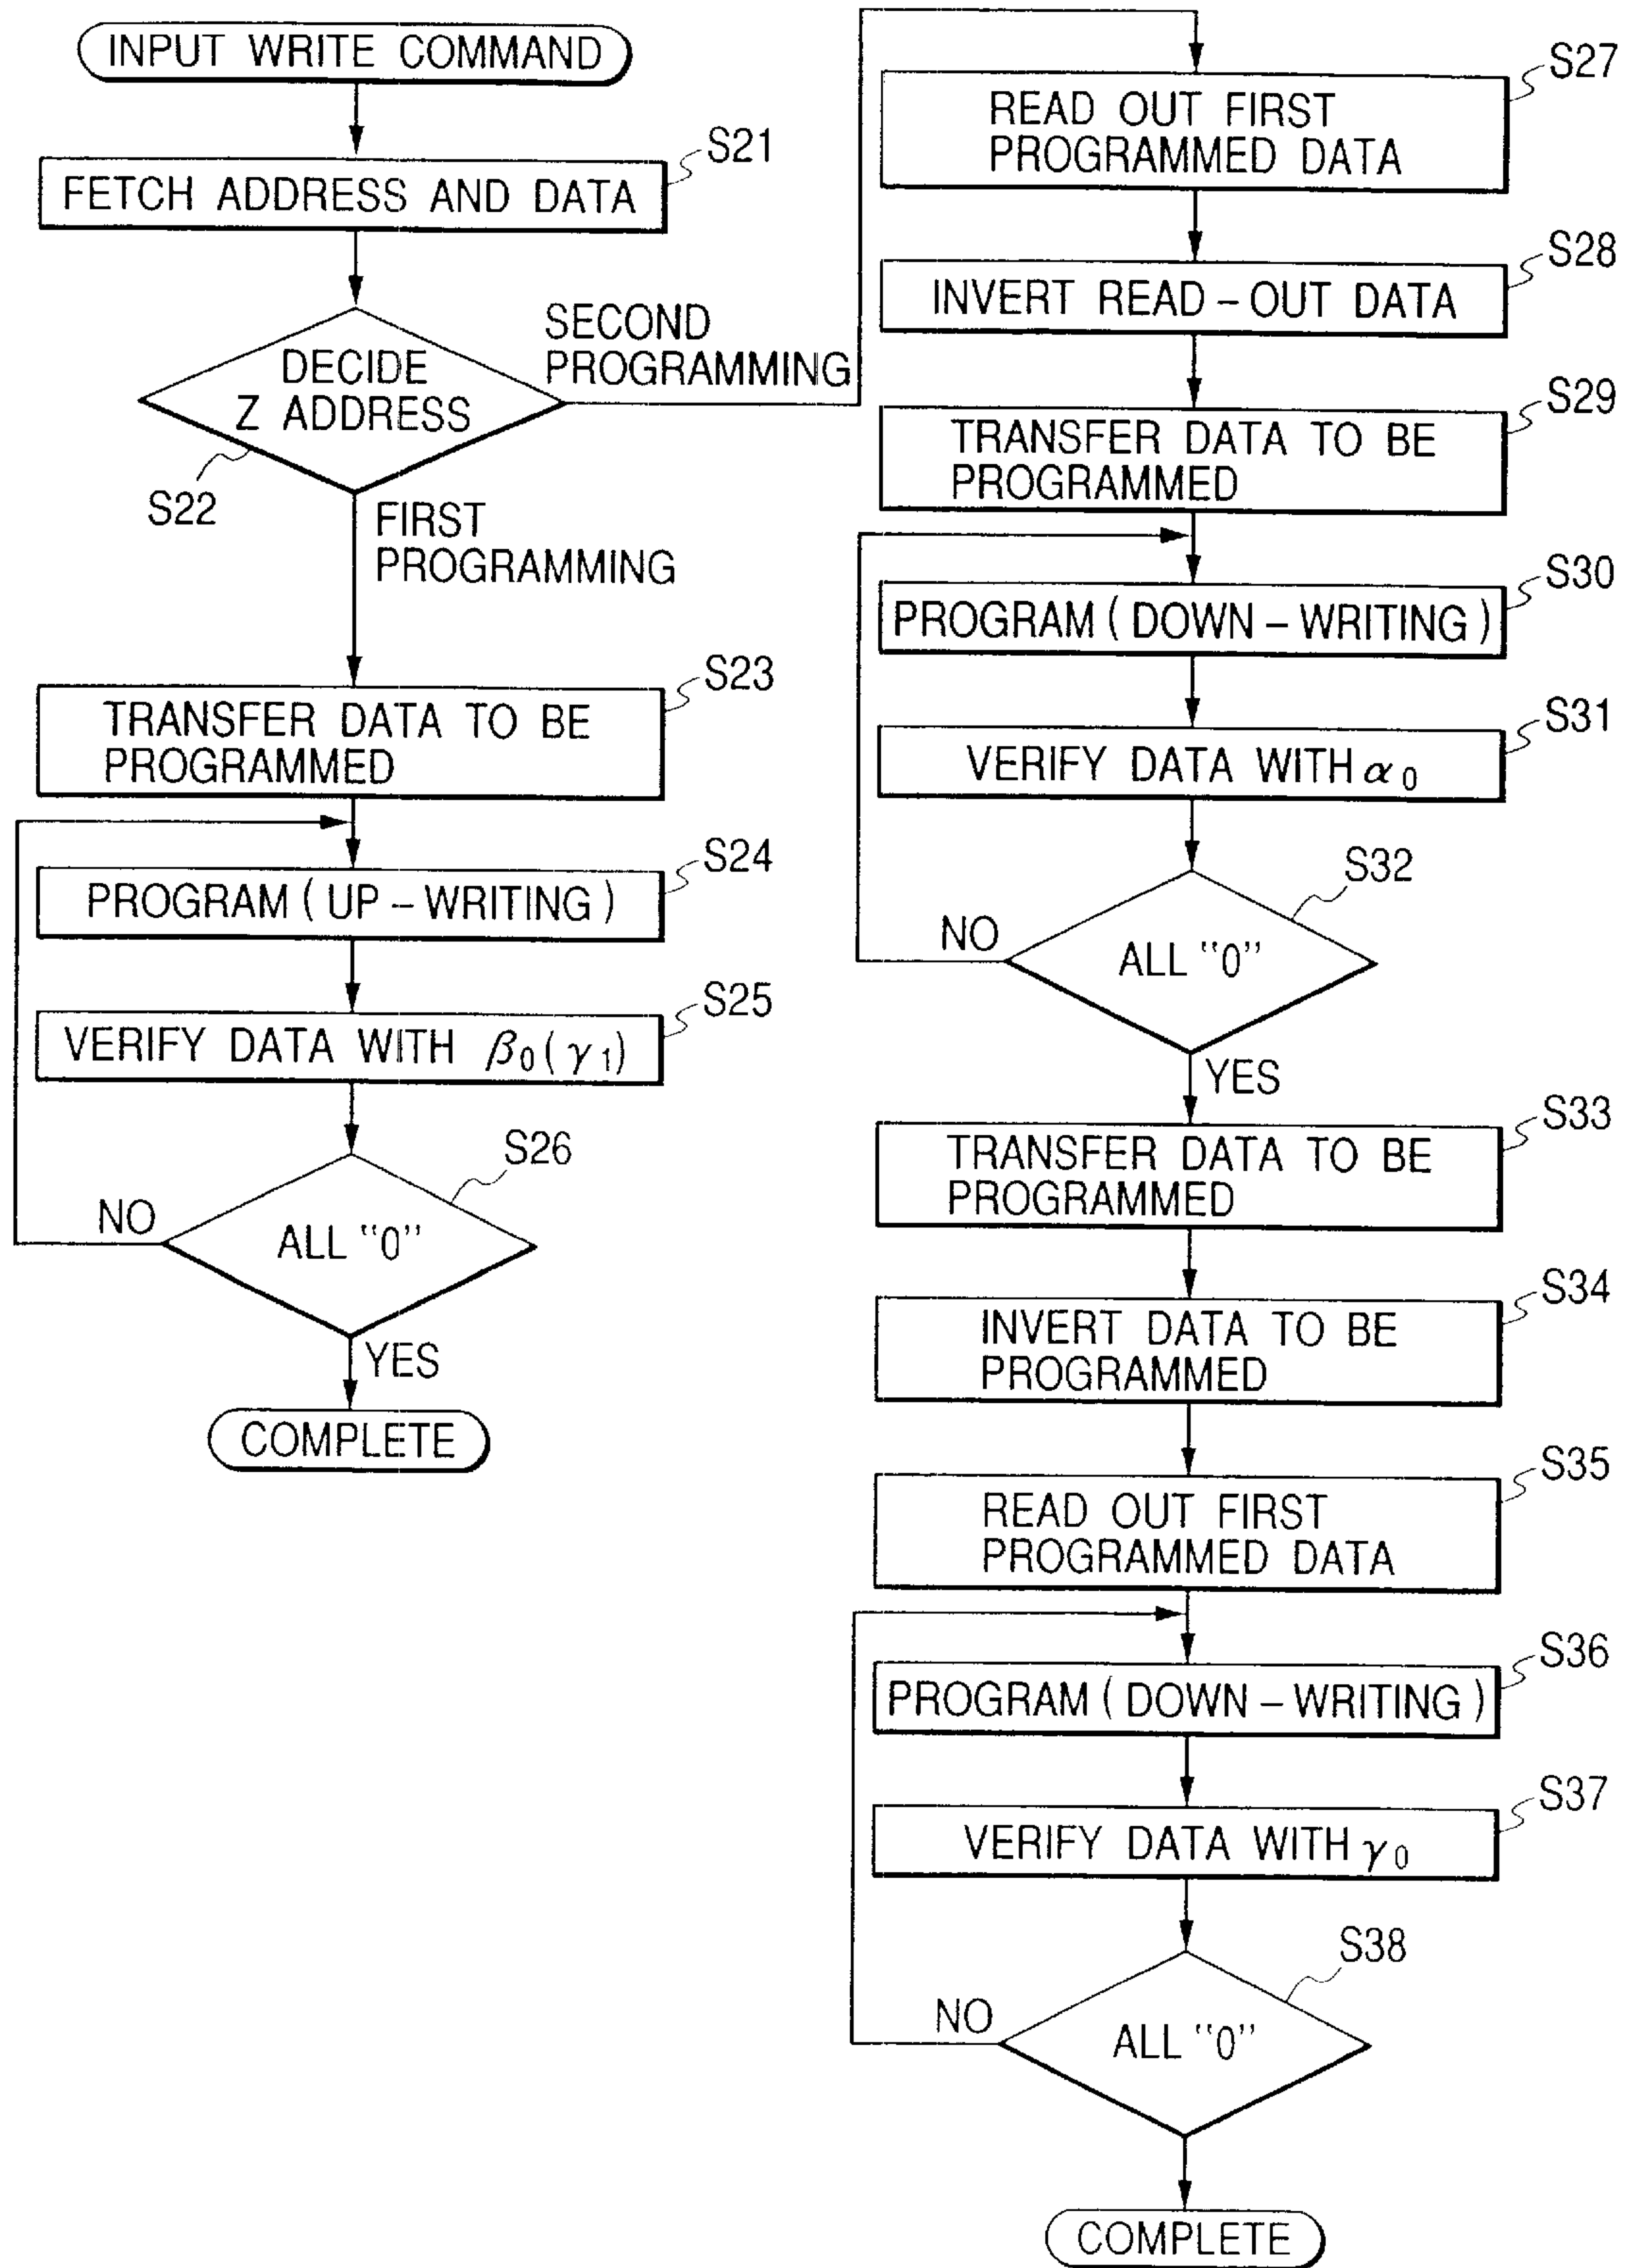 INPUT WRITE COMMAND
S21
FETCH ADDRESS AND DATA
DECIDE
Z ADDRESS
S22
SECOND
PROGRAMMING
FIRST
PROGRAMMING
S23
TRANSFER DATA TO BE
PROGRAMMED
S24
PROGRAM ( UP – WRITING )
S25
VERIFY DATA WITH β₀ ( γ₁ )
S26
ALL "0"
NO
YES
COMPLETE
S27
READ OUT FIRST
PROGRAMMED DATA
S28
INVERT READ – OUT DATA
S29
TRANSFER DATA TO BE
PROGRAMMED
S30
PROGRAM ( DOWN – WRITING )
S31
VERIFY DATA WITH α₀
S32
ALL "0"
NO
YES
S33
TRANSFER DATA TO BE
PROGRAMMED
S34
INVERT DATA TO BE
PROGRAMMED
S35
READ OUT FIRST
PROGRAMMED DATA
S36
PROGRAM ( DOWN – WRITING )
S37
VERIFY DATA WITH γ₀
S38
ALL "0"
NO
COMPLETE